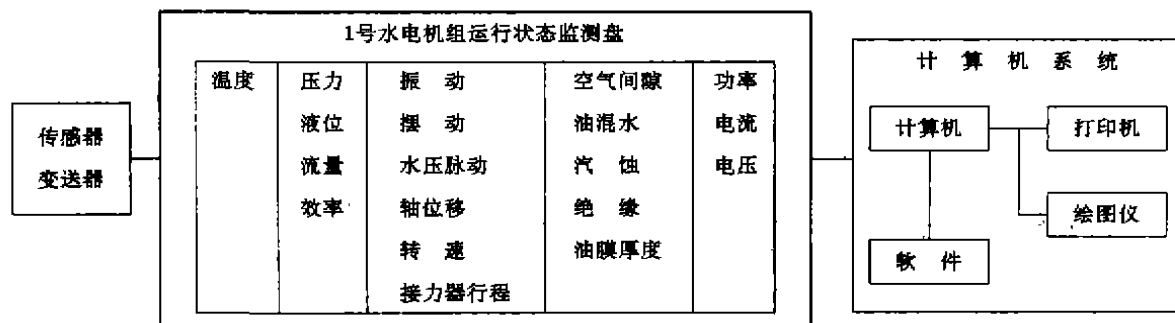 1号水电机组运行状态监测盘
传感器
变送器
温度
压力
液位
流量
效率
振 动
摆 动
水压脉动
轴位移
转 速
接力器行程
空气间隙
油混水
汽 蚀
绝 缘
油膜厚度
功率
电流
电压
计 算 机 系 统
计算机
打印机
绘图仪
软 件